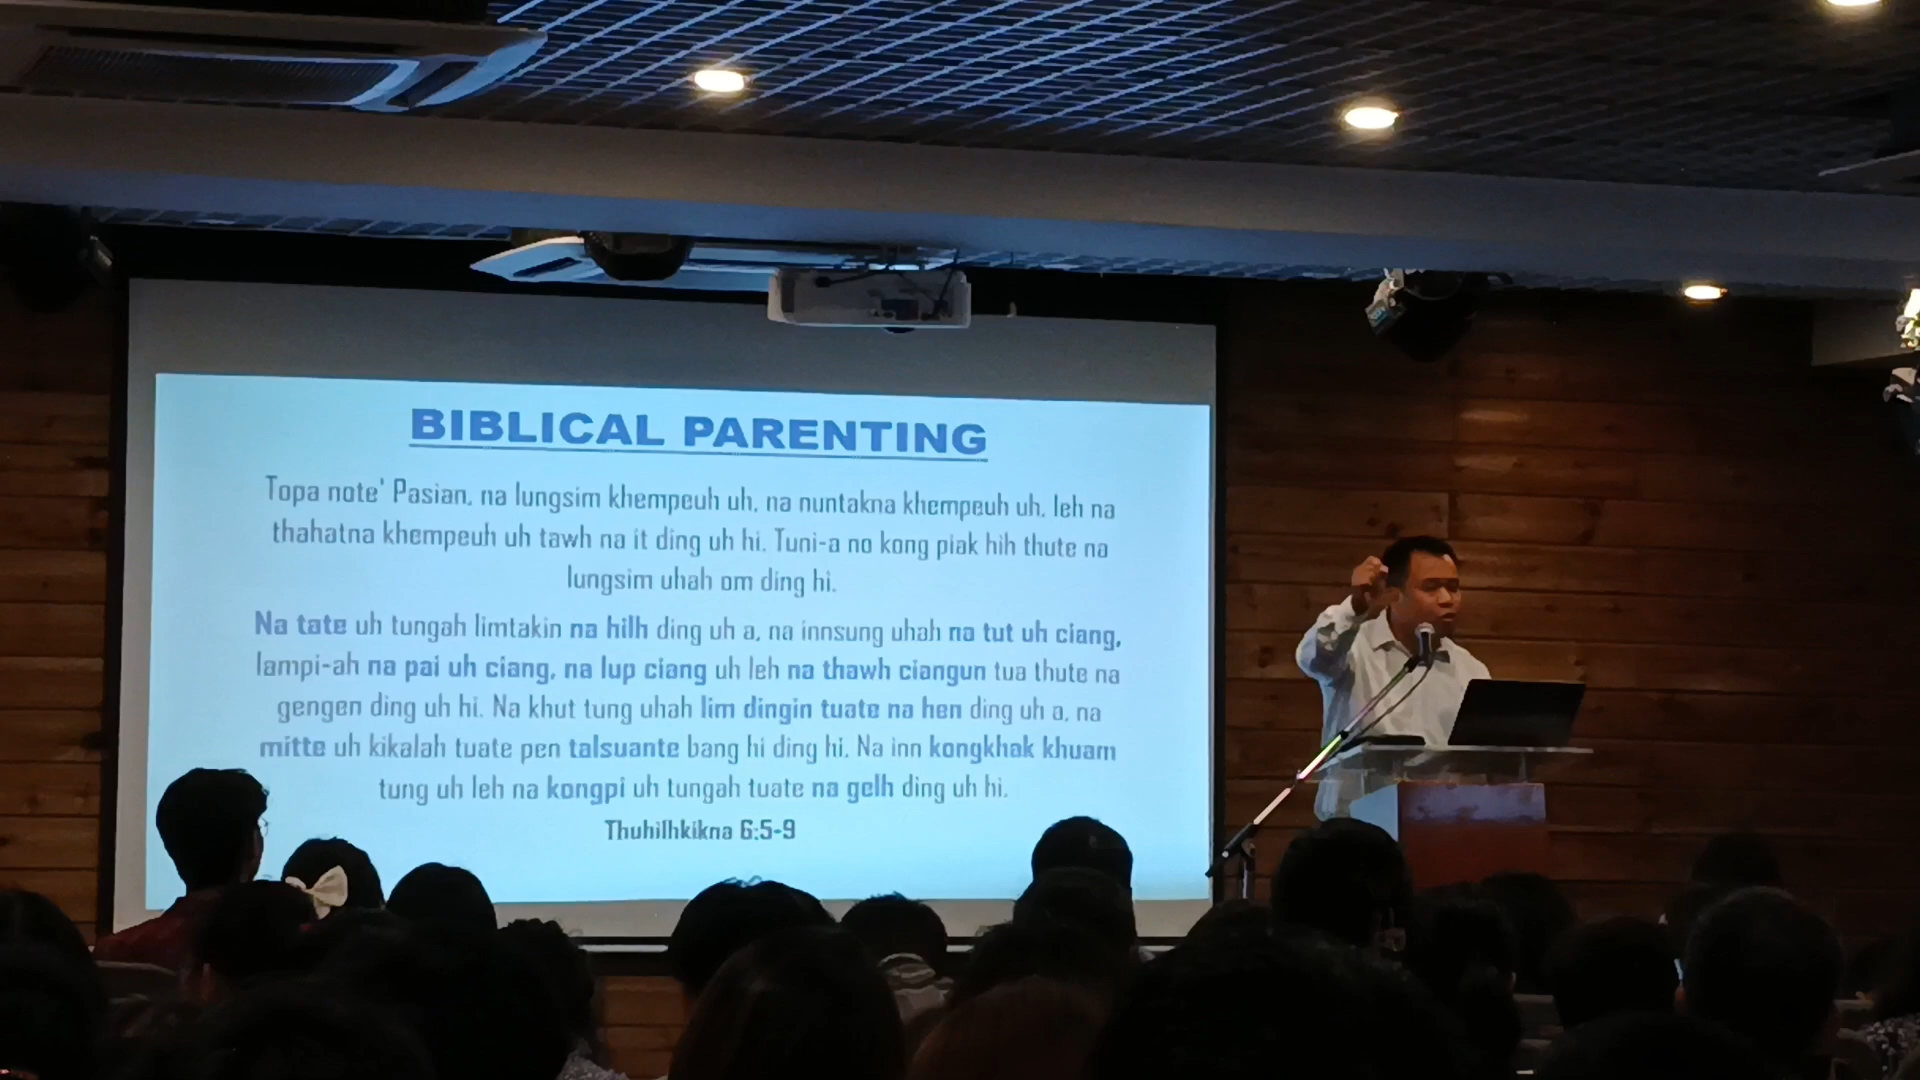 BIBLICAL PARENTING
Topa note' Pasian, na lungsim khempeuh uh, na nuntakna khempeuh uh, leh na
thahatna khempeuh uh tawh na it ding uh hi. Tuni-a no kong piak hih thute na
lungsim uhah om ding hi.
Na tate uh tungah limtakin na hilh ding uh a, na innsung uhah na tut uh ciang,
lampi-ah na pai uh ciang, na lup ciang uh leh na thawh ciangun tua thute na
gengen ding uh hi. Na khut tung uhah lim dingin tuate na hen ding uh a, na
mitte uh kikalah tuate pen talsuante bang hi ding hi. Na inn kongkhak khuam
tung uh leh na kongpi uh tungah tuate na gelh ding uh hi.
Thuhilhkikna 6:5-9